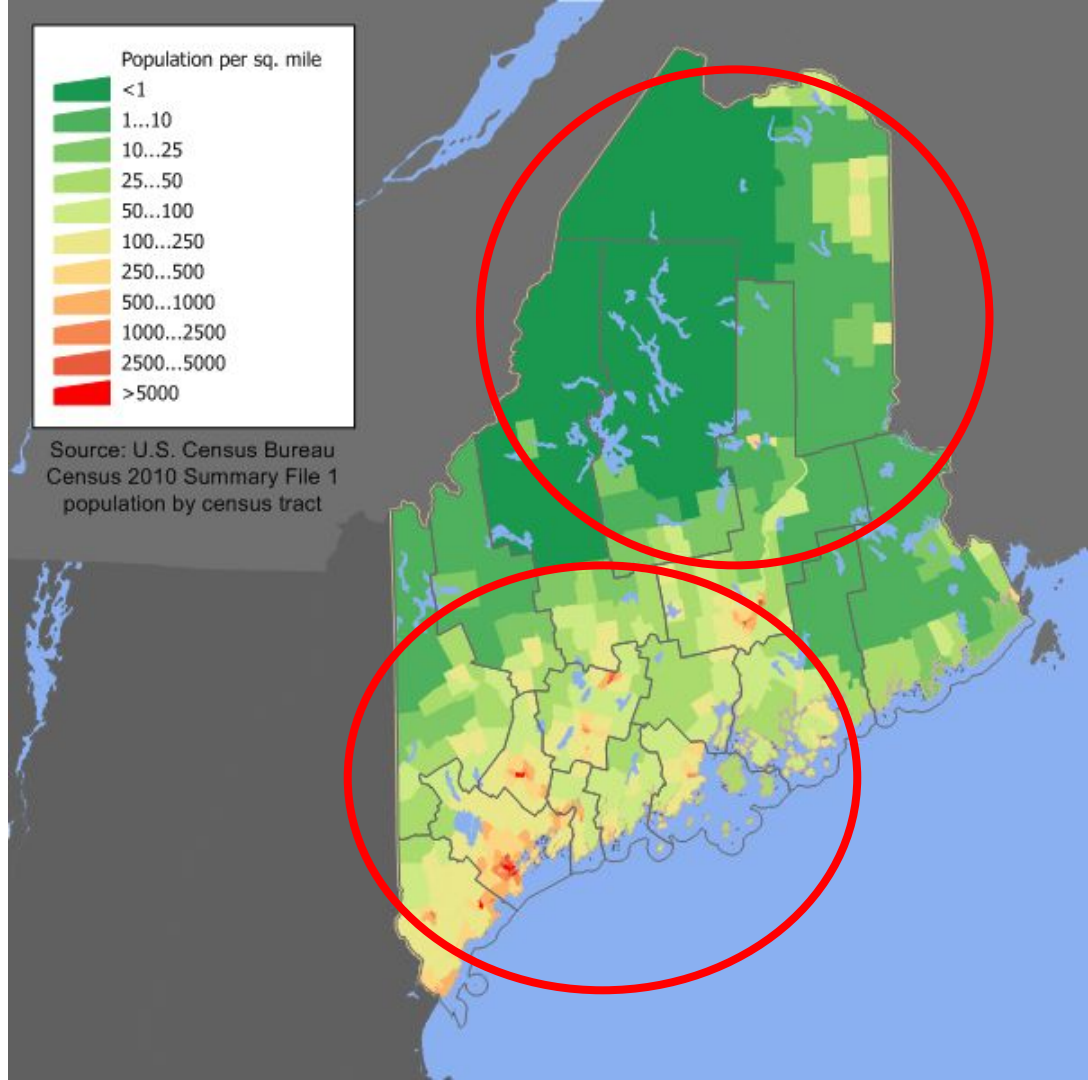 Population per sq. mile
<1
1...10
10...25
25...50
50...100
100...250
250...500
500...1000
1000...2500
2500...5000
>5000
Source: U.S. Census Bureau
Census 2010 Summary File 1
population by census tract